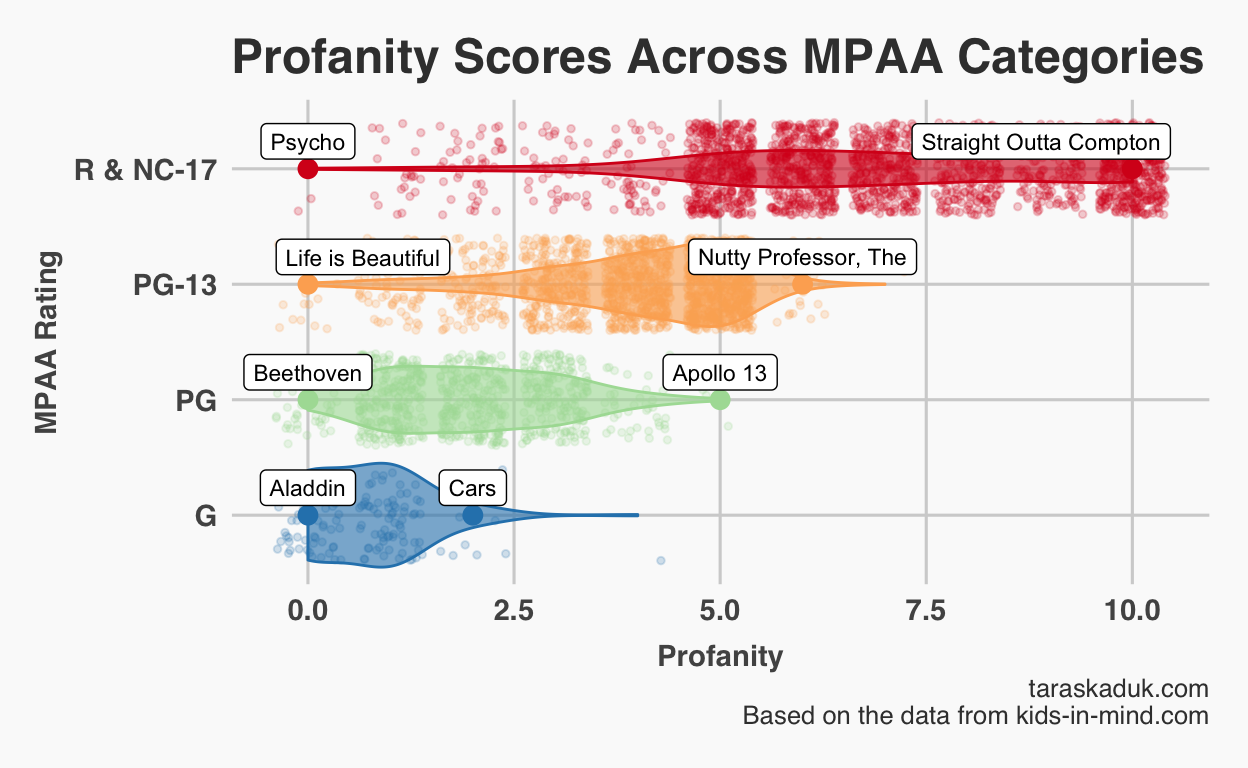 Profanity Scores Across MPAA Categories
MPAA Rating
R & NC-17
Psycho
Straight Outta Compton
PG-13
Life is Beautiful
Nutty Professor, The
PG
Beethoven
Apollo 13
G
Aladdin
Cars
0.0 2.5 5.0 7.5 10.0
Profanity
taraskaduk.com
Based on the data from kids-in-mind.com